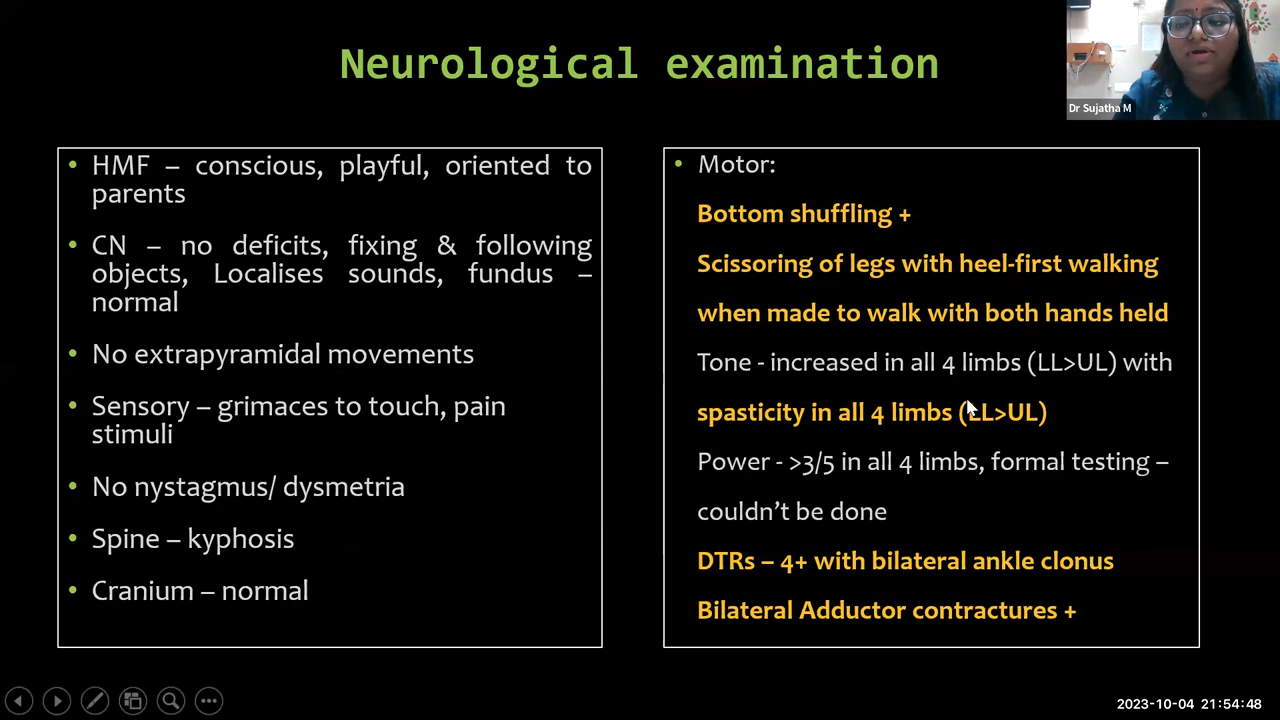 Neurological examination
Dr Sujatha M
• HMF – conscious, playful, oriented to
parents
• CN – no deficits, fixing & following
objects, Localises sounds, fundus –
normal
• No extrapyramidal movements
• Sensory – grimaces to touch, pain
stimuli
• No nystagmus/ dysmetria
• Spine – kyphosis
• Cranium – normal
• Motor:
Bottom shuffling +
Scissoring of legs with heel-first walking
when made to walk with both hands held
Tone - increased in all 4 limbs (LL>UL) with
spasticity in all 4 limbs (LL>UL)
Power - >3/5 in all 4 limbs, formal testing –
couldn’t be done
DTRs – 4+ with bilateral ankle clonus
Bilateral Adductor contractures +
2023-10-04 21:54:48